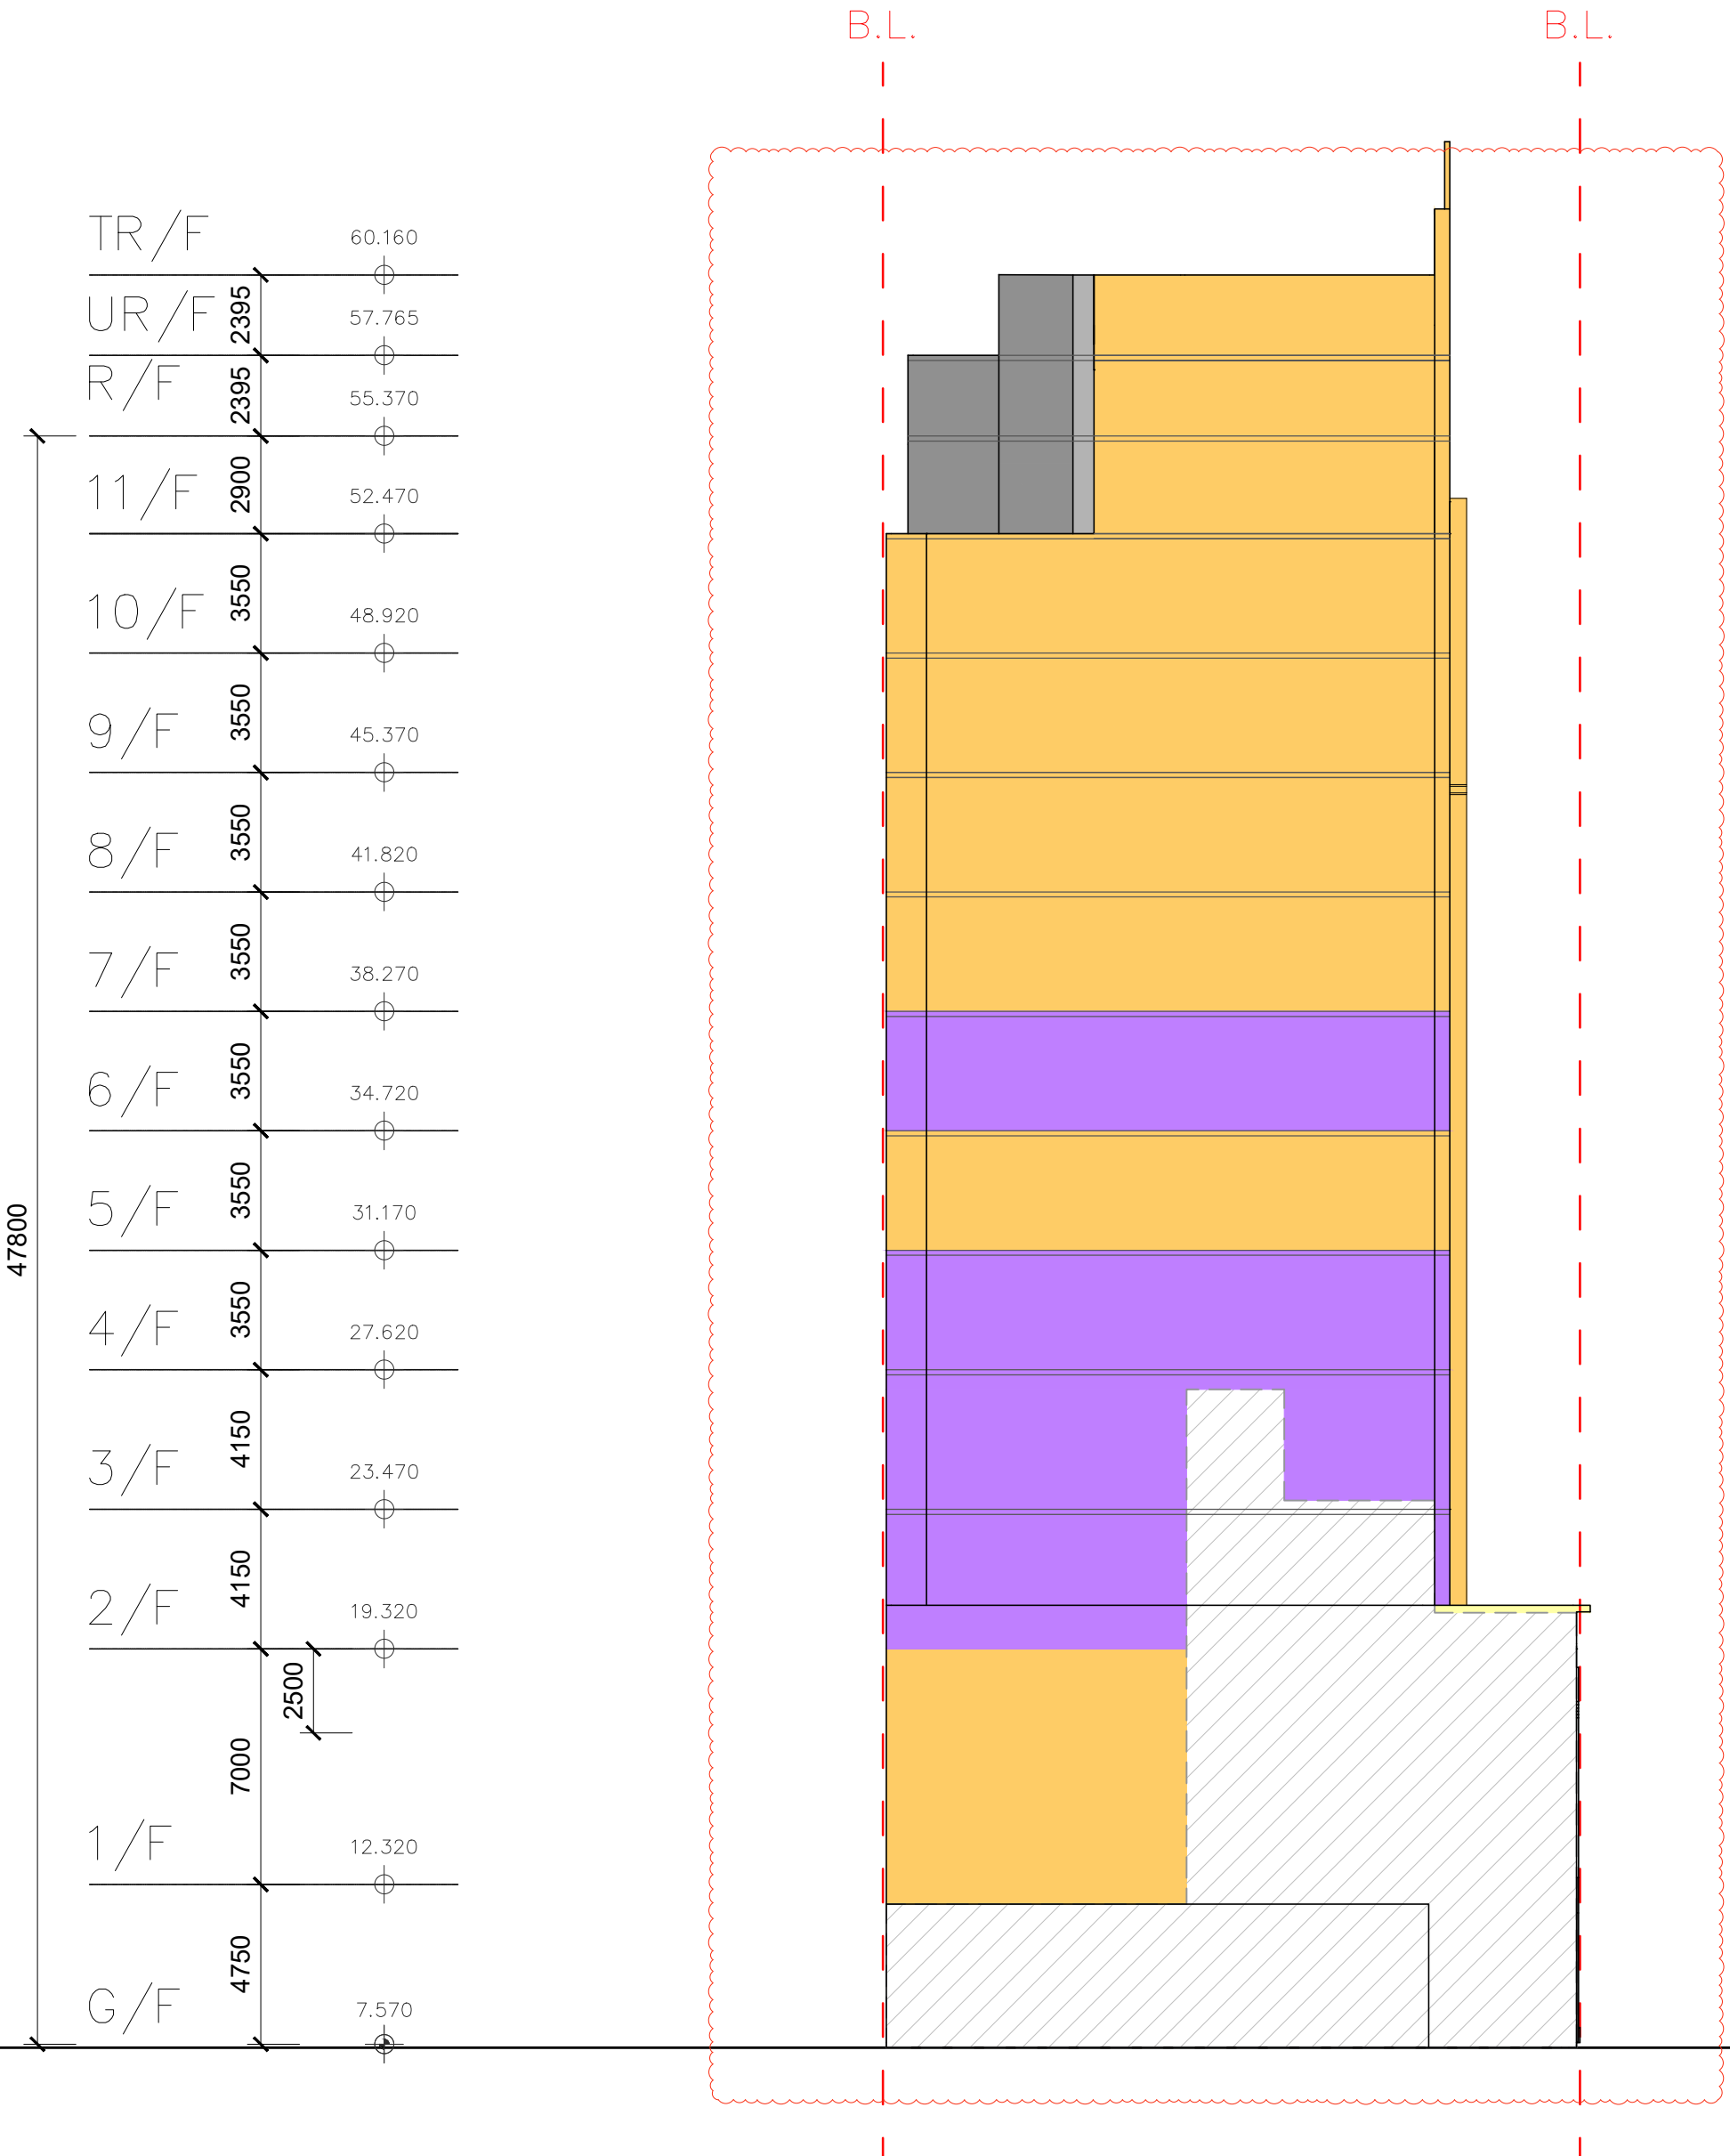 B.L. B.L.
TR/F 60.160
2395
UR/F 57.765
2395
R/F 55.370
2900
11/F 52.470
3550
10/F 48.920
3550
9/F 45.370
3550
8/F 41.820
3550
7/F 38.270
3550
6/F 34.720
3550
5/F 31.170
3550
47800
4/F 27.620
4150
3/F 23.470
4150
2/F 19.320
2500
7000
1/F 12.320
4750
G/F 7.570